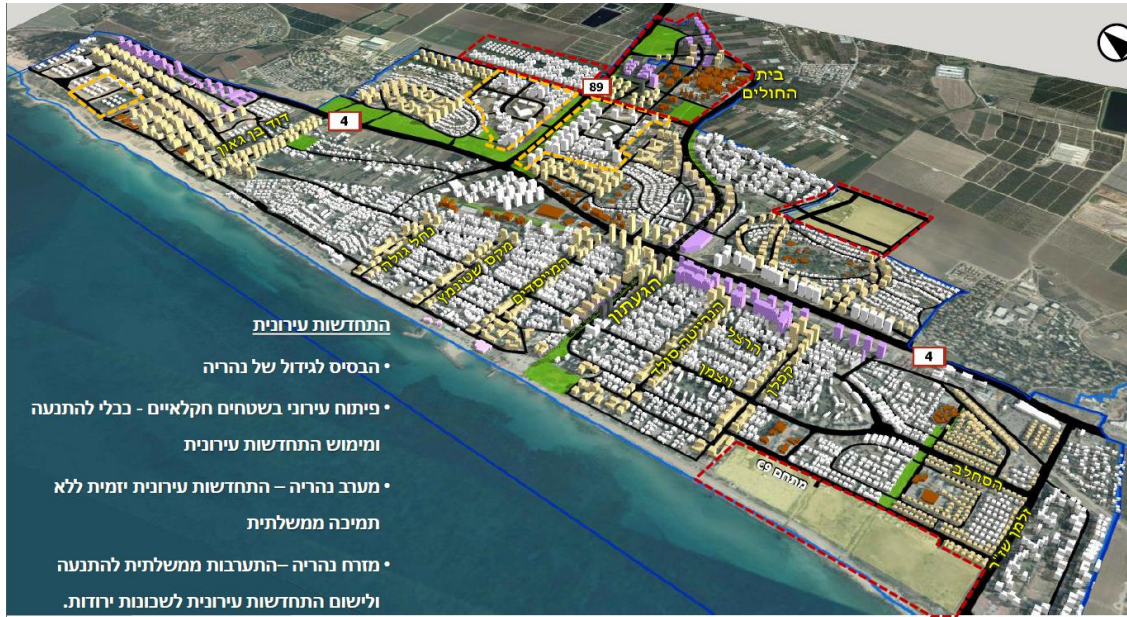 בית
החולים
89
4
דוד בן גאון
נחל גולה
מקס שטינמץ
המייסדים
הגעתון
הנרייטה סולד
הרצל
ויצמן
קפלן
4
הסחלב
זלמן שז״ר
מתחם C9
התחדשות עירונית
• הבסיס לגידול של נהריה
• פיתוח עירוני בשטחים חקלאיים - ככלי להתנעה
ומימוש התחדשות עירונית
• מערב נהריה – התחדשות עירונית יזמית ללא
תמיכה ממשלתית
• מזרח נהריה –התערבות ממשלתית להתנעה
ולישום התחדשות עירונית לשכונות ירודות.